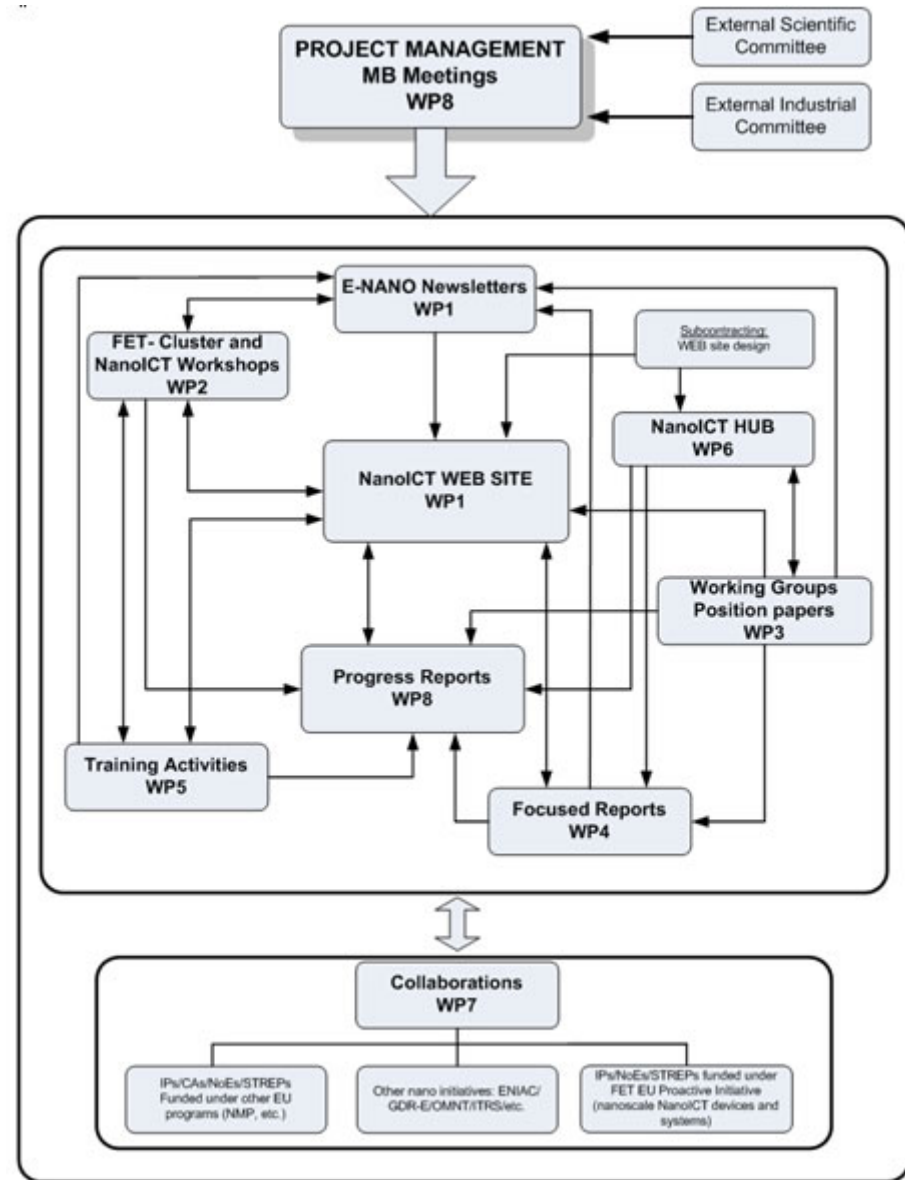 PROJECT MANAGEMENT
MB Meetings
WP8
External Scientific
Committee
External Industrial
Committee
E-NANO Newsletters
WP1
FET- Cluster and
NanoICT Workshops
WP2
Subcontracting:
WEB site design
NanoICT HUB
WP6
NanoICT WEB SITE
WP1
Working Groups
Position papers
WP3
Progress Reports
WP8
Training Activities
WP5
Focused Reports
WP4
Collaborations
WP7
IPs/CAs/NoEs/STREPs
Funded under other EU
programs (NMP, etc.)
Other nano initiatives: ENIAC/
GDR-E/OMNT/ITRS/etc.
IPs/NoEs/STREPs funded under
FET EU Proactive Initiative
(nanoscale NanoICT devices and
systems)